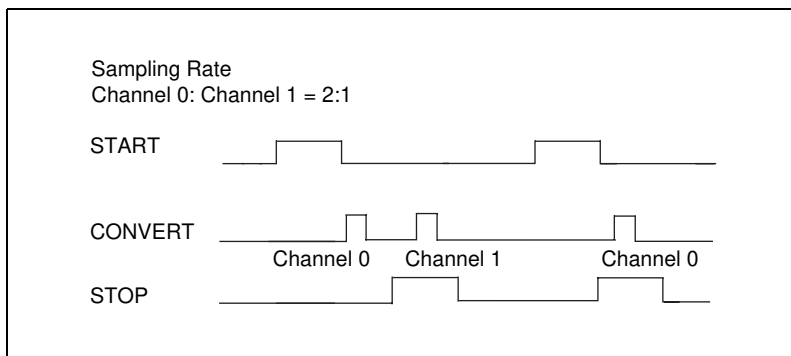 Sampling Rate
Channel 0: Channel 1 = 2:1
START
CONVERT
Channel 0 Channel 1 Channel 0
STOP